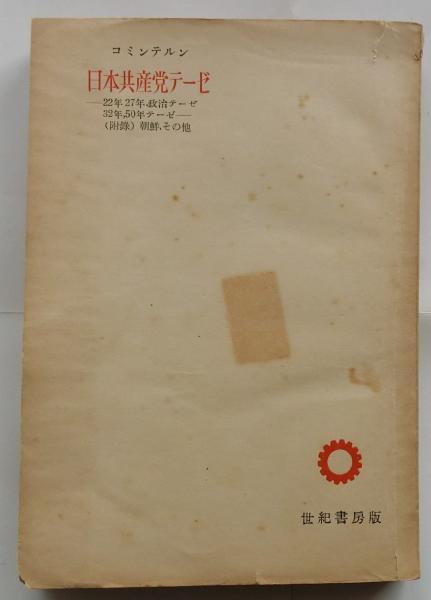 コミンテルン
日本共産党テーゼ
——22年、27年、政治テーゼ
32年、50年テーゼ——
（附錄）朝鮮、その他
世紀書房版